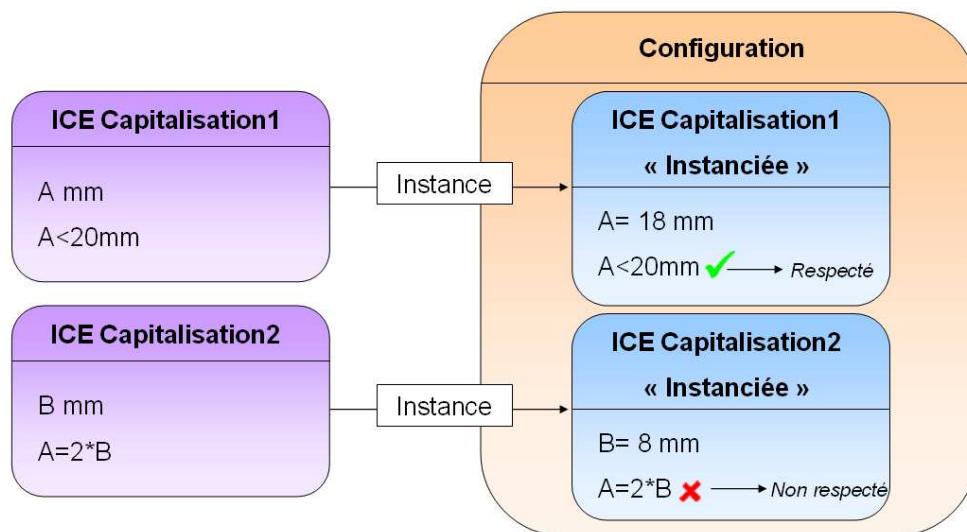 Configuration
ICE Capitalisation1
A mm
A<20mm
Instance
ICE Capitalisation1
« Instanciée »
A= 18 mm
A<20mm
Respecté
ICE Capitalisation2
B mm
A=2*B
Instance
ICE Capitalisation2
« Instanciée »
B= 8 mm
A=2*B
Non respecté